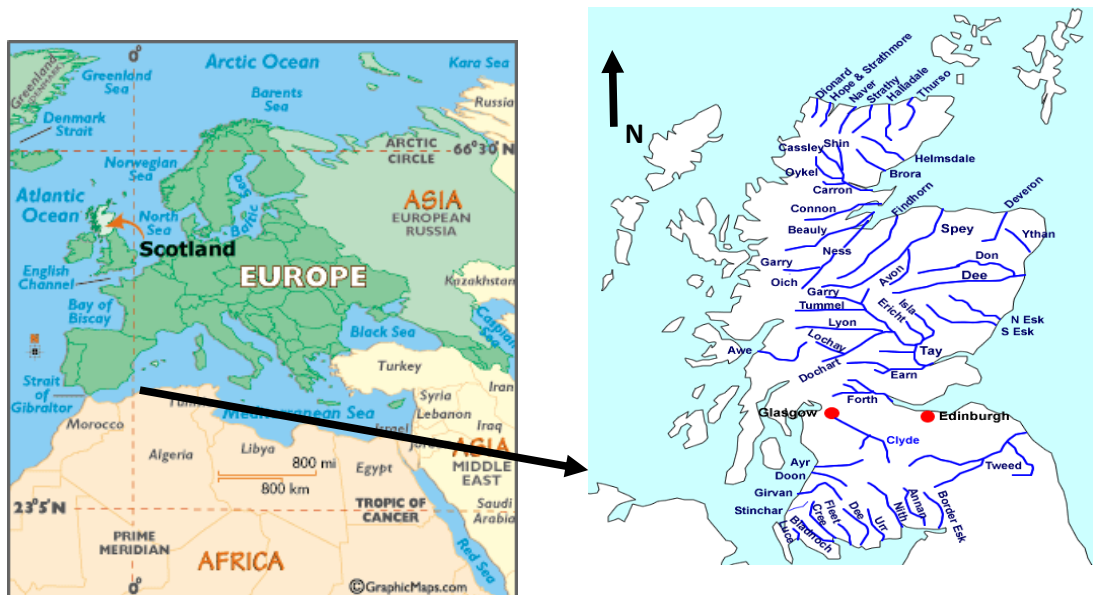 0°
Arctic Ocean
Kara Sea
Greenland
(DENMARK)
Greenland
Sea
Barents
Sea
Russia
Denmark
Strait
ARCTIC
CIRCLE
66°30'N
Norwegian
Sea
Atlantic
Ocean
North
Sea
Baltic
Sea
ASIA
EUROPEAN
RUSSIA
Scotland
English
Channel
EUROPE
Kazakhstan
Bay of
Biscay
Black Sea
Caspian
Sea
Turkey
Strait
of
Gibraltor
Mediterranean Sea
Syria
Lebanon
Iran
Iraq
Israel
Morocco
Algeria
Libya
Egypt
ASIA
MIDDLE
EAST
800 mi
800 km
Saudi
Arabia
23°5'N
TROPIC OF
CANCER
PRIME
MERIDIAN
AFRICA
Red Sea
0°
©GraphicMaps.com
N
Dionard
Hope & Strathmore
Naver
Strathy
Halladale
Thurso
Cassley
Shin
Oykel
Helmsdale
Brora
Carron
Connon
Findhorn
Deveron
Beauly
Spey
Ythan
Ness
Garry
Avon
Don
Dee
Oich
Garry
Tummel
Isla
Ericht
N Esk
S Esk
Lyon
Lochay
Awe
Tay
Dochart
Earn
Forth
Glasgow
Edinburgh
Clyde
Ayr
Doon
Tweed
Girvan
Stinchar
Luce
Bladnoch
Cree
Fleet
Dee
Urr
Nith
Annan
Border Esk